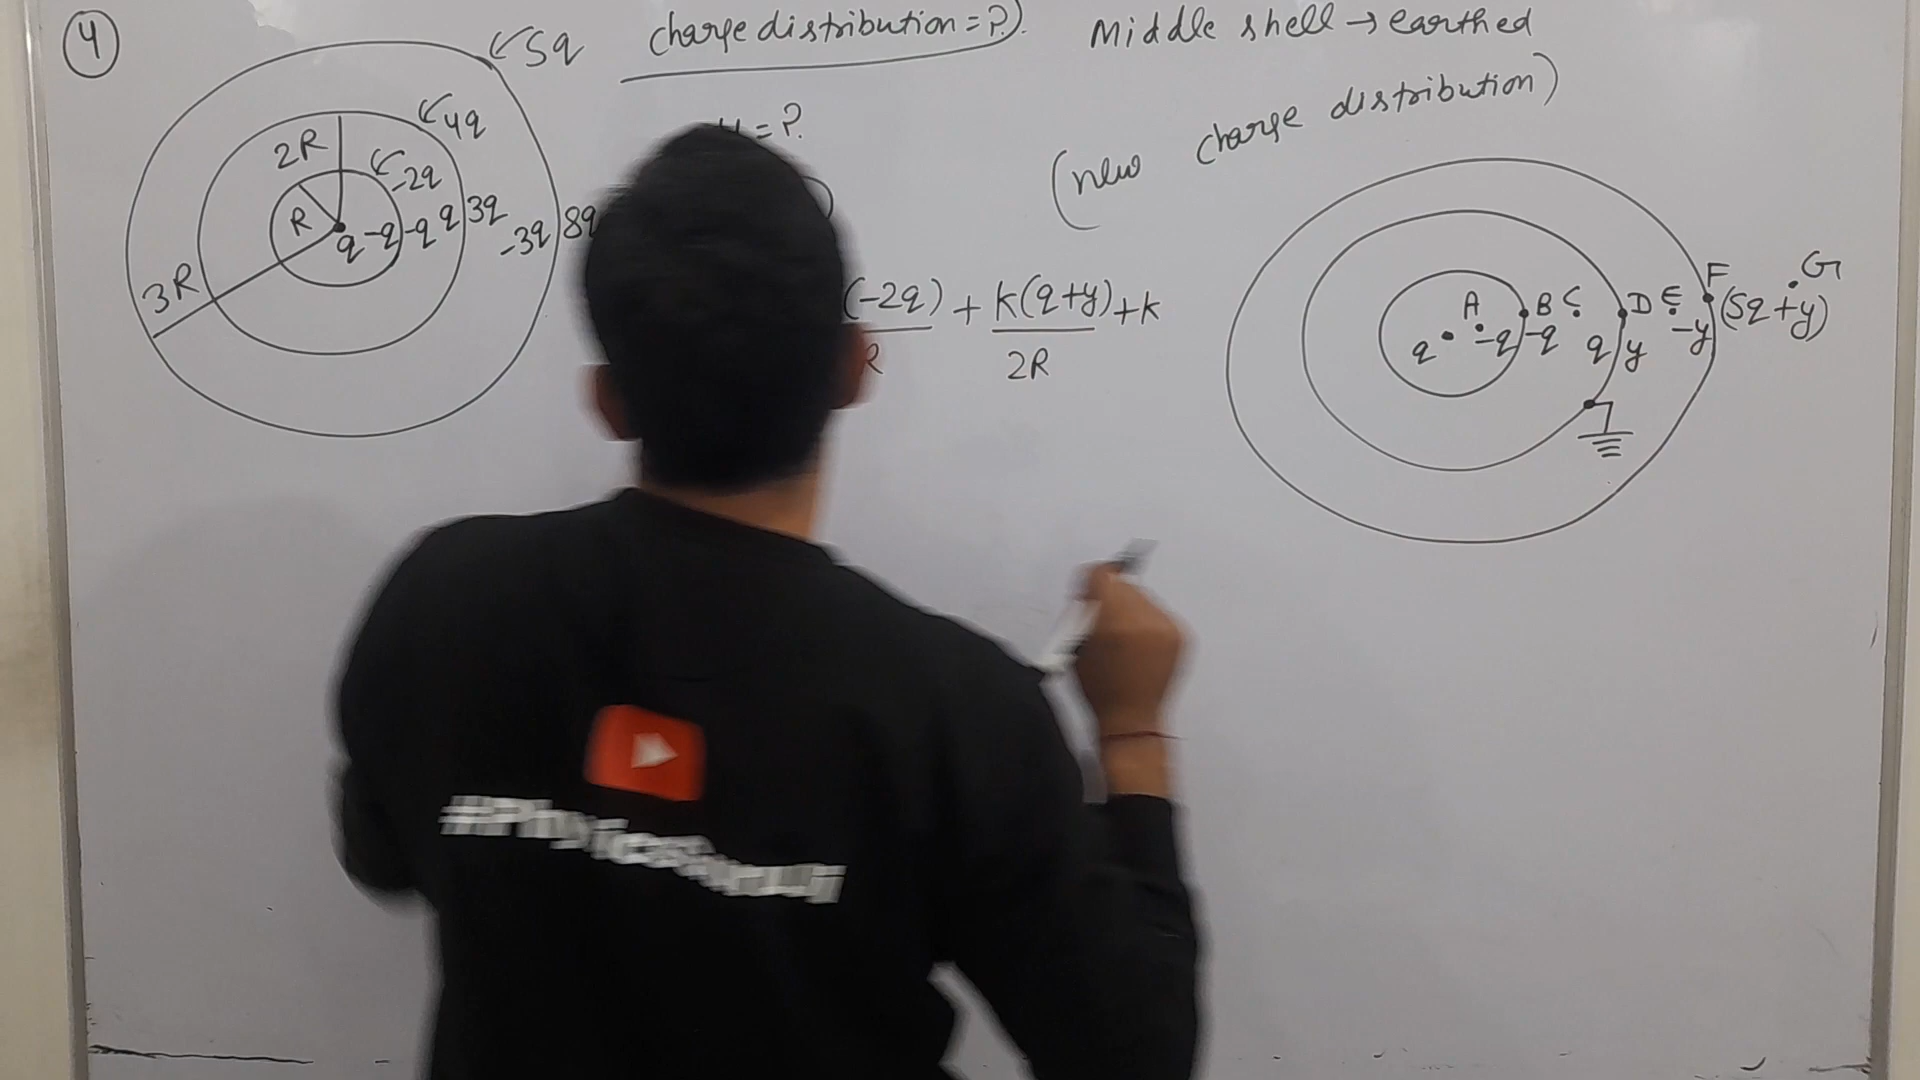 4
5q
charge distribution = ?
Middle shell → earthed
(new charge distribution)
y = ?
2R
4q
-2q
R
q -q -q q 3q -3q 8q
3R
(-2q) + k(q+y) + k
R
2R
A B C D E F G
q -q -q q y -y (5q+y)
#Physics